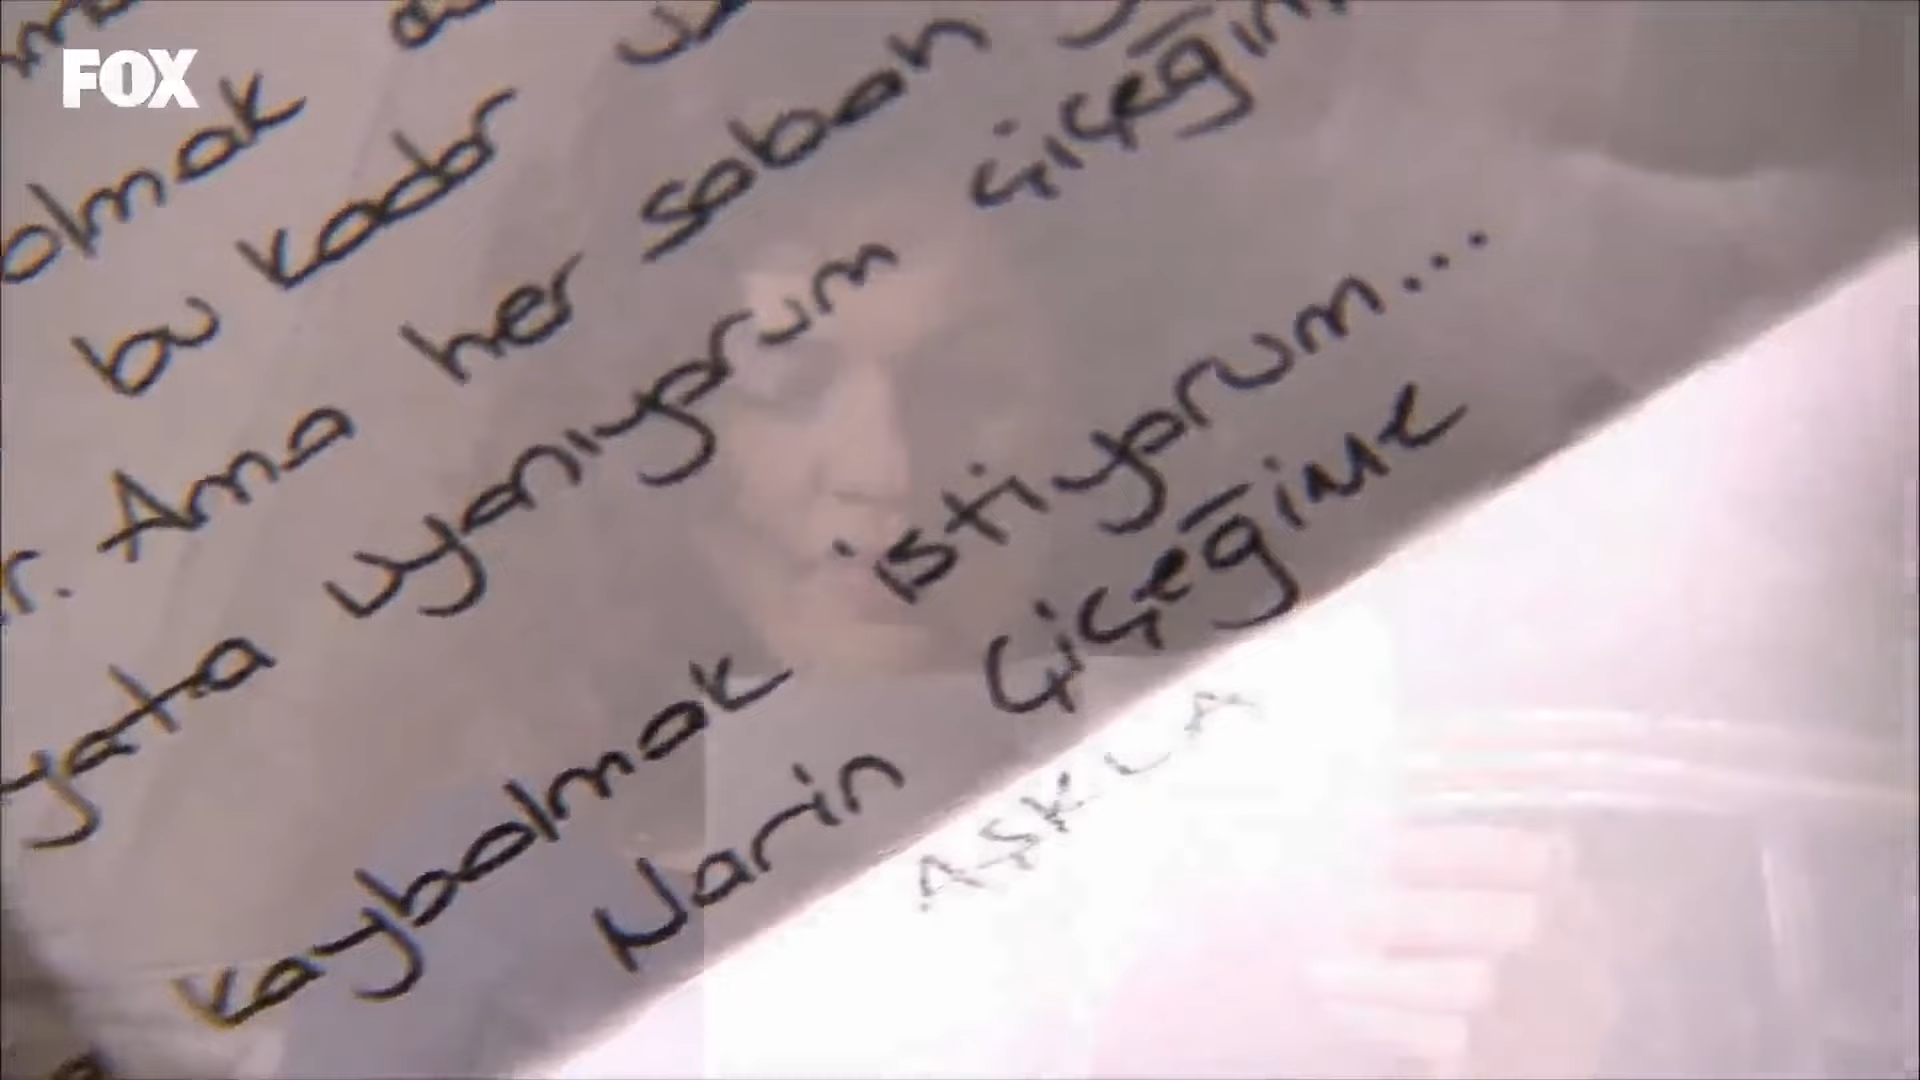 FOX
olmak
bu kadar
r. Ama her sabah
yata uyanıyorum çiçeğim
kaybolmak istiyorum...
Narin Çiçeğime
AŞKLA